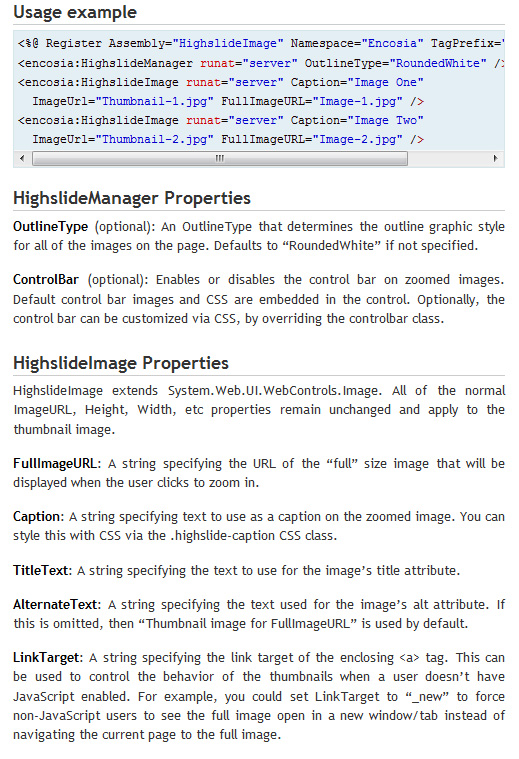 Usage example
<%@ Register Assembly="HighslideImage" Namespace="Encosia" TagPrefix="
<encosia:HighslideManager runat="server" OutlineType="RoundedWhite" />
<encosia:HighslideImage runat="server" Caption="Image One"
ImageUrl="Thumbnail-1.jpg" FullImageURL="Image-1.jpg" />
<encosia:HighslideImage runat="server" Caption="Image Two"
ImageUrl="Thumbnail-2.jpg" FullImageURL="Image-2.jpg" />
HighslideManager Properties
OutlineType (optional): An OutlineType that determines the outline graphic style
for all of the images on the page. Defaults to “RoundedWhite” if not specified.
ControlBar (optional): Enables or disables the control bar on zoomed images.
Default control bar images and CSS are embedded in the control. Optionally, the
control bar can be customized via CSS, by overriding the controlbar class.
HighslideImage Properties
HighslideImage extends System.Web.UI.WebControls.Image. All of the normal
ImageURL, Height, Width, etc properties remain unchanged and apply to the
thumbnail image.
FullImageURL: A string specifying the URL of the “full” size image that will be
displayed when the user clicks to zoom in.
Caption: A string specifying text to use as a caption on the zoomed image. You can
style this with CSS via the .highslide-caption CSS class.
TitleText: A string specifying the text to use for the image’s title attribute.
AlternateText: A string specifying the text used for the image’s alt attribute. If
this is omitted, then “Thumbnail image for FullImageURL” is used by default.
LinkTarget: A string specifying the link target of the enclosing <a> tag. This can
be used to control the behavior of the thumbnails when a user doesn’t have
JavaScript enabled. For example, you could set LinkTarget to “_new” to force
non-JavaScript users to see the full image open in a new window/tab instead of
navigating the current page to the full image.